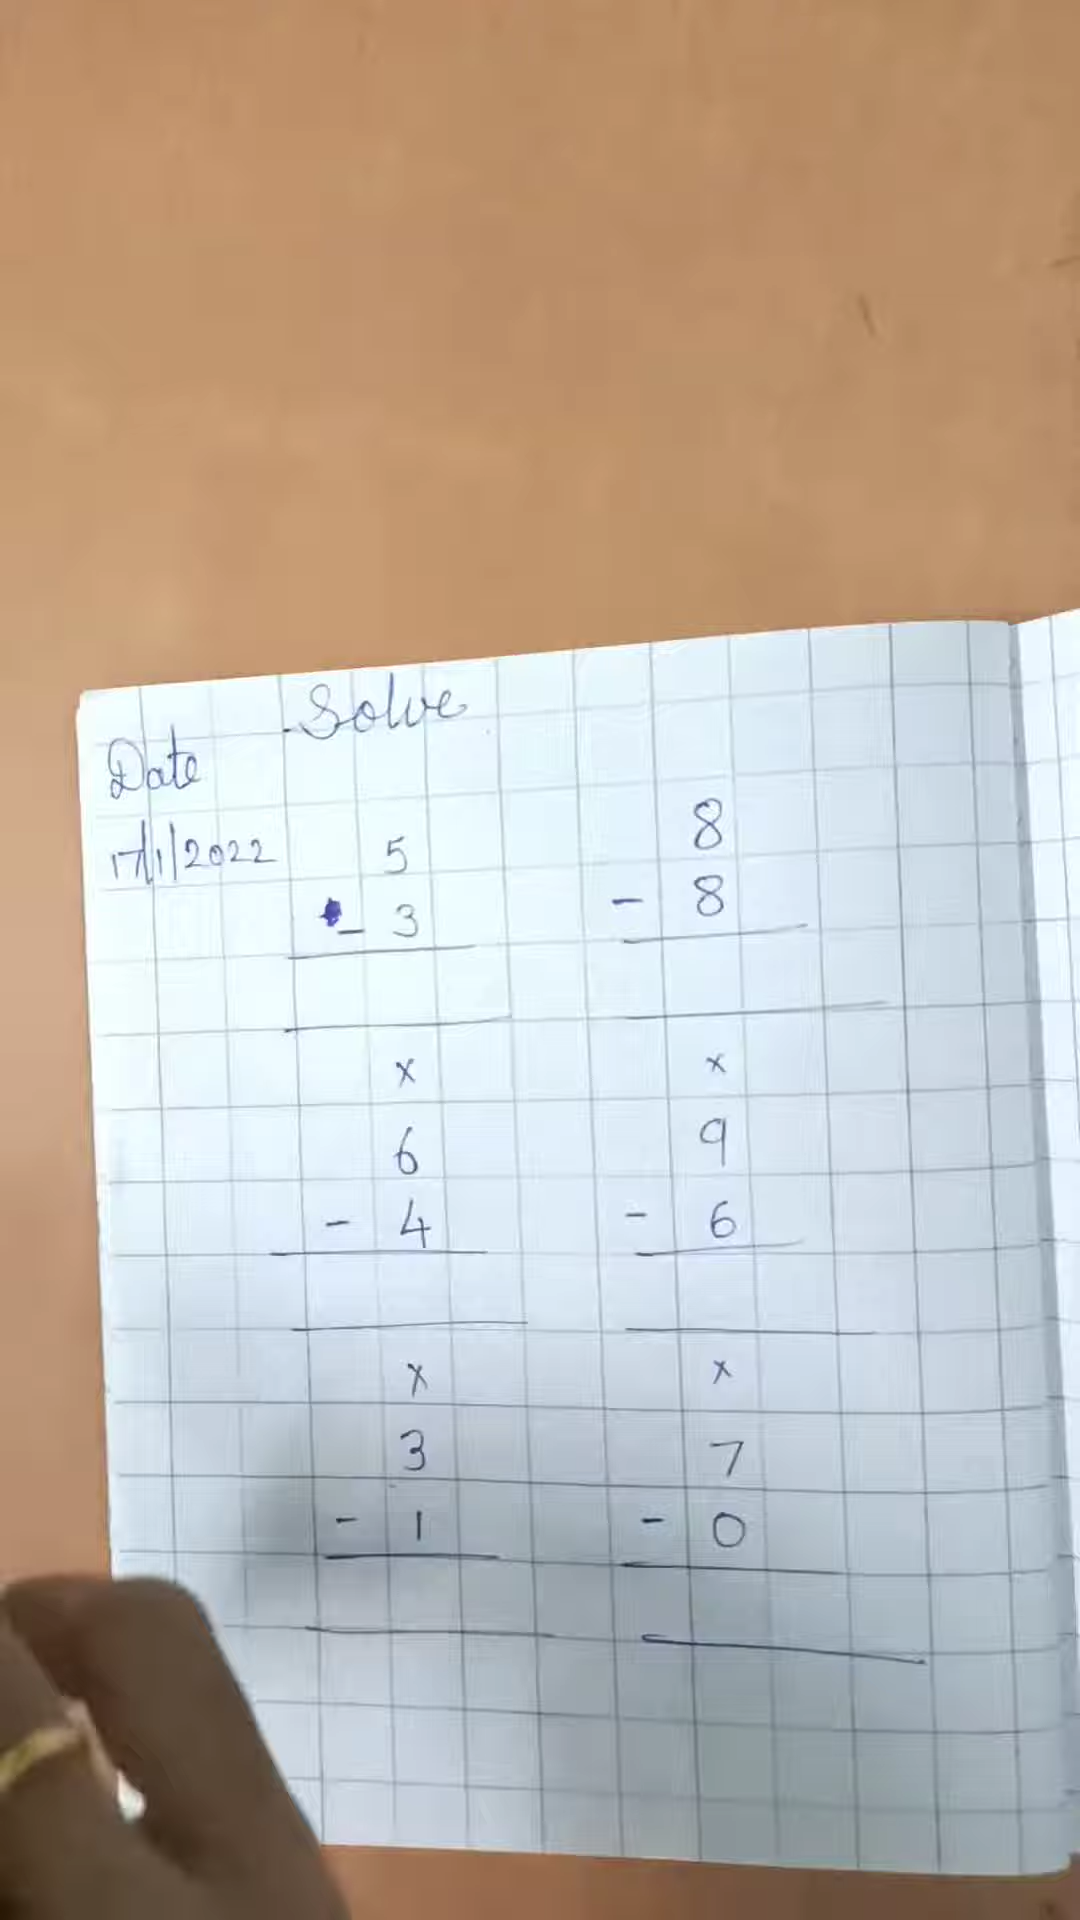 Solve
Date
17/1/2022
5 8
- 3 - 8
x x
6 9
- 4 - 6
x x
3 7
- 1 - 0